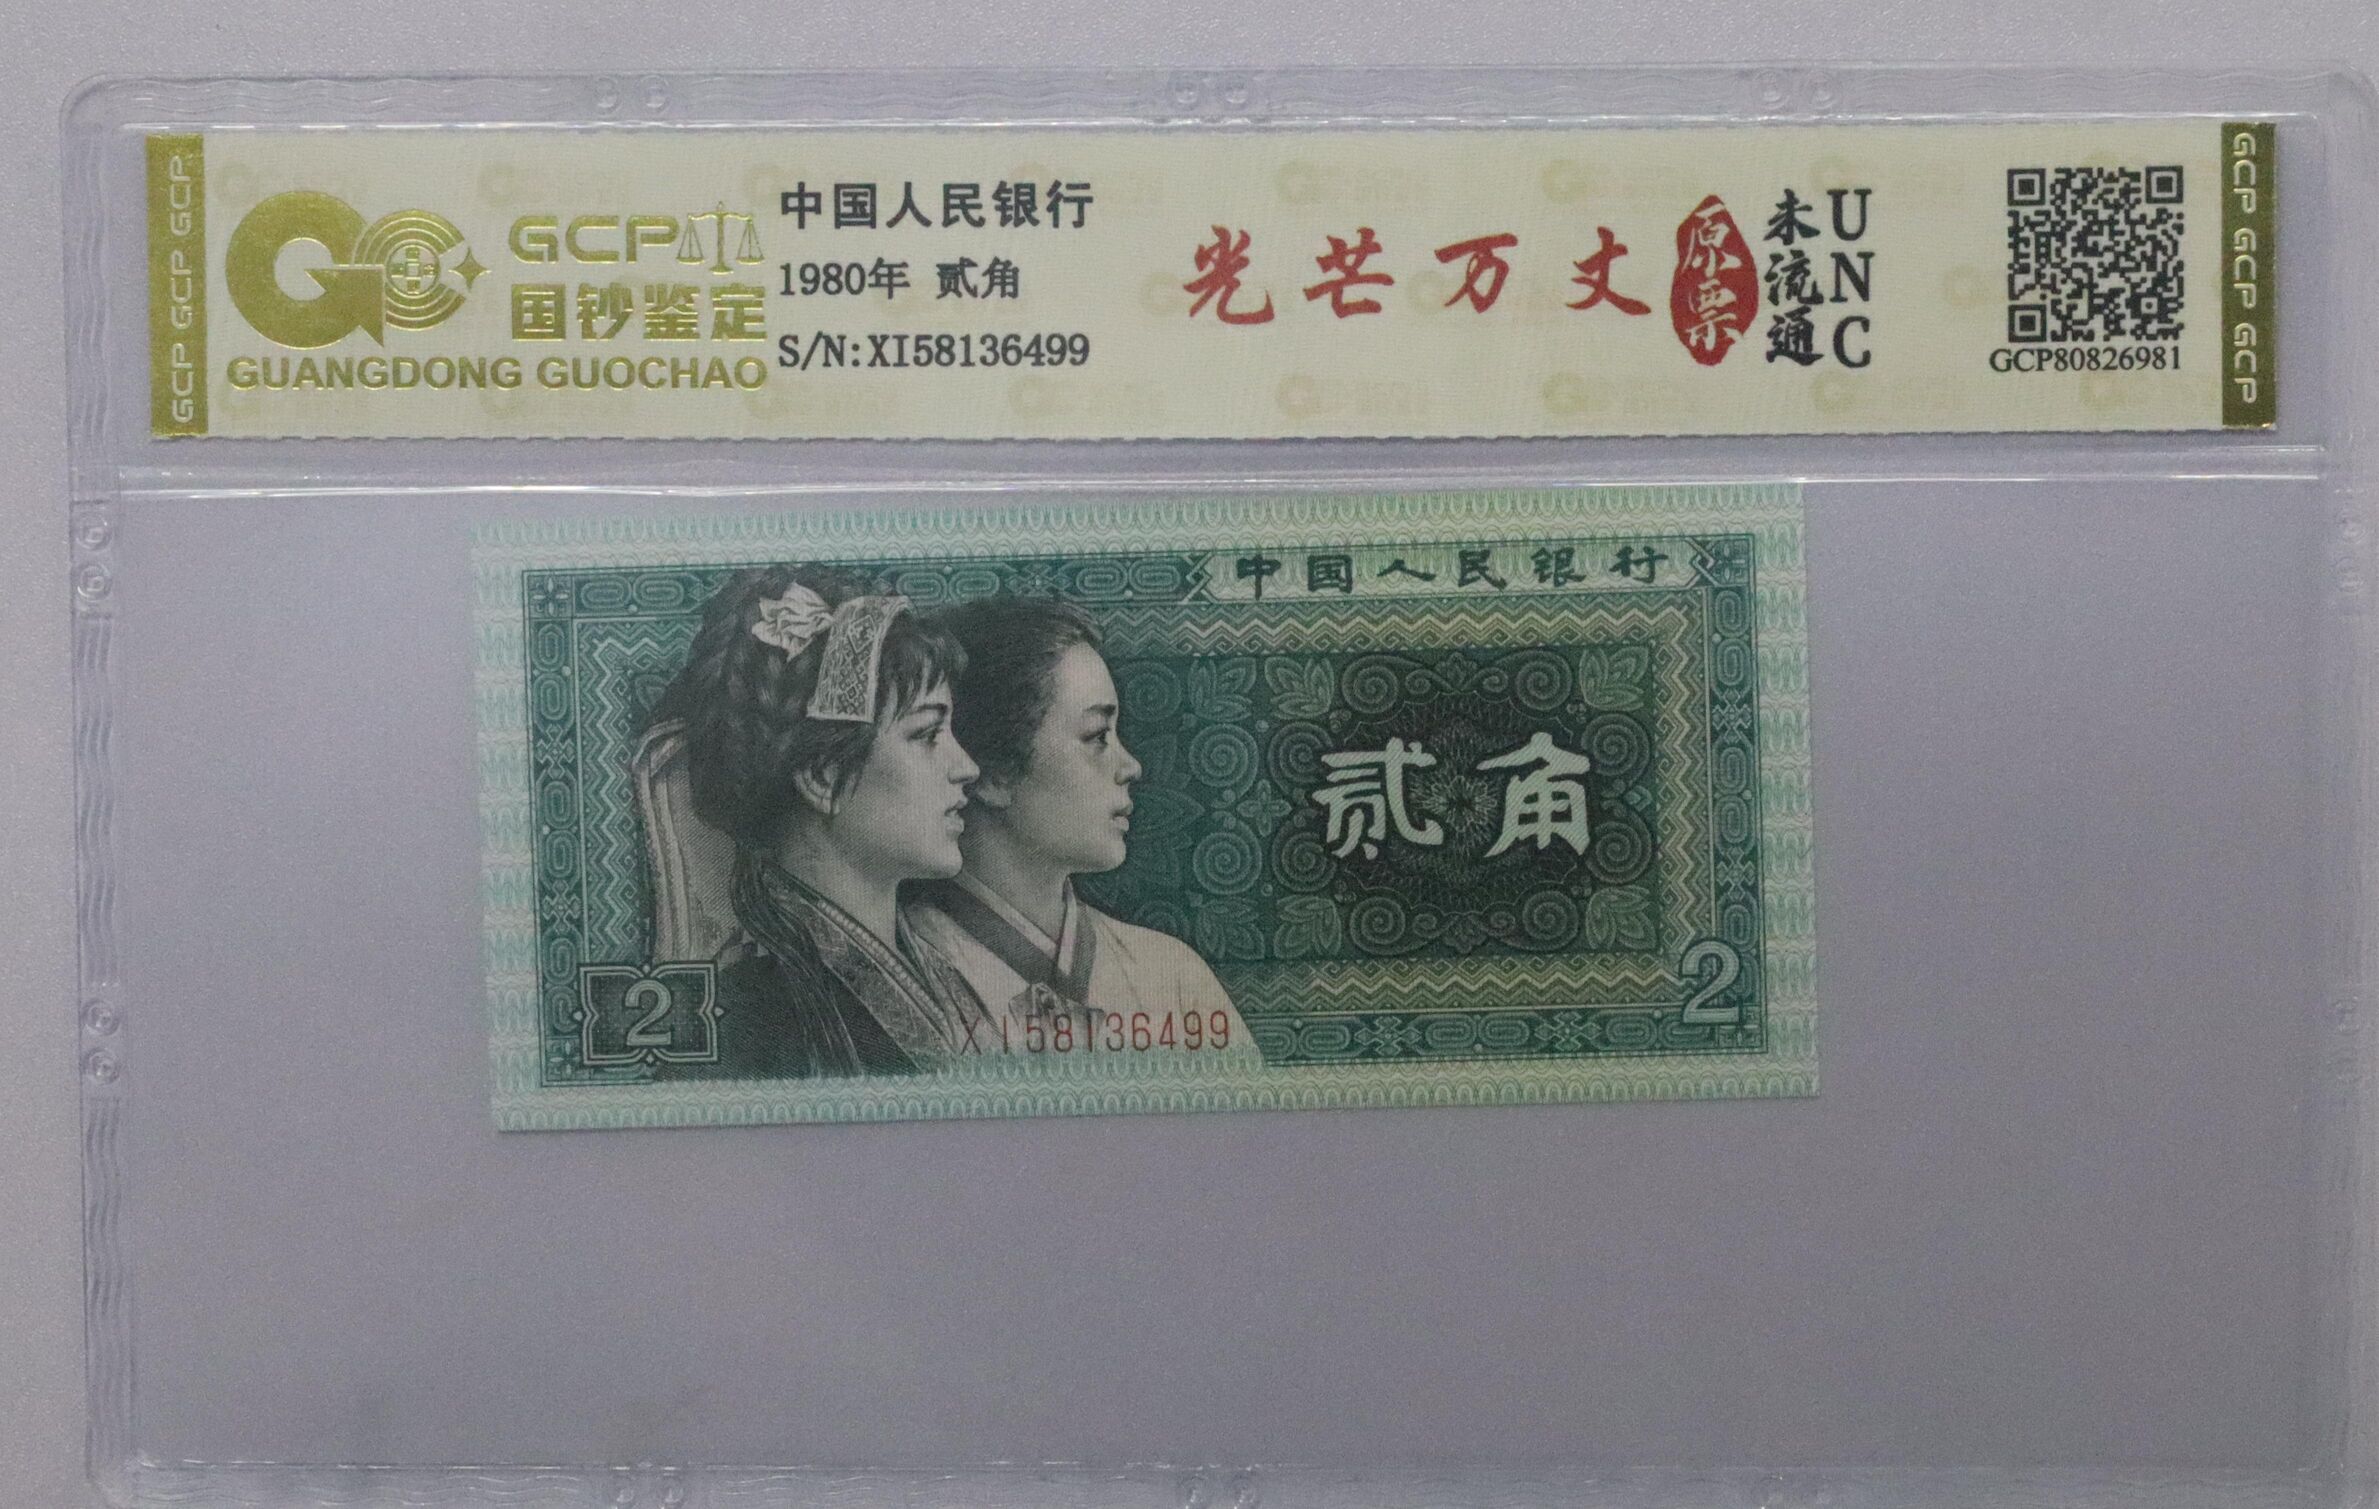 GCP GCP GCP
GCP
国钞鉴定
GUANGDONG GUOCHAO
中国人民银行
1980年 贰角
S/N:XI58136499
光芒万丈
原票
未流通
UNC
GCP80826981
GCP GCP GCP
中国人民银行
贰角
2
XI58136499
2